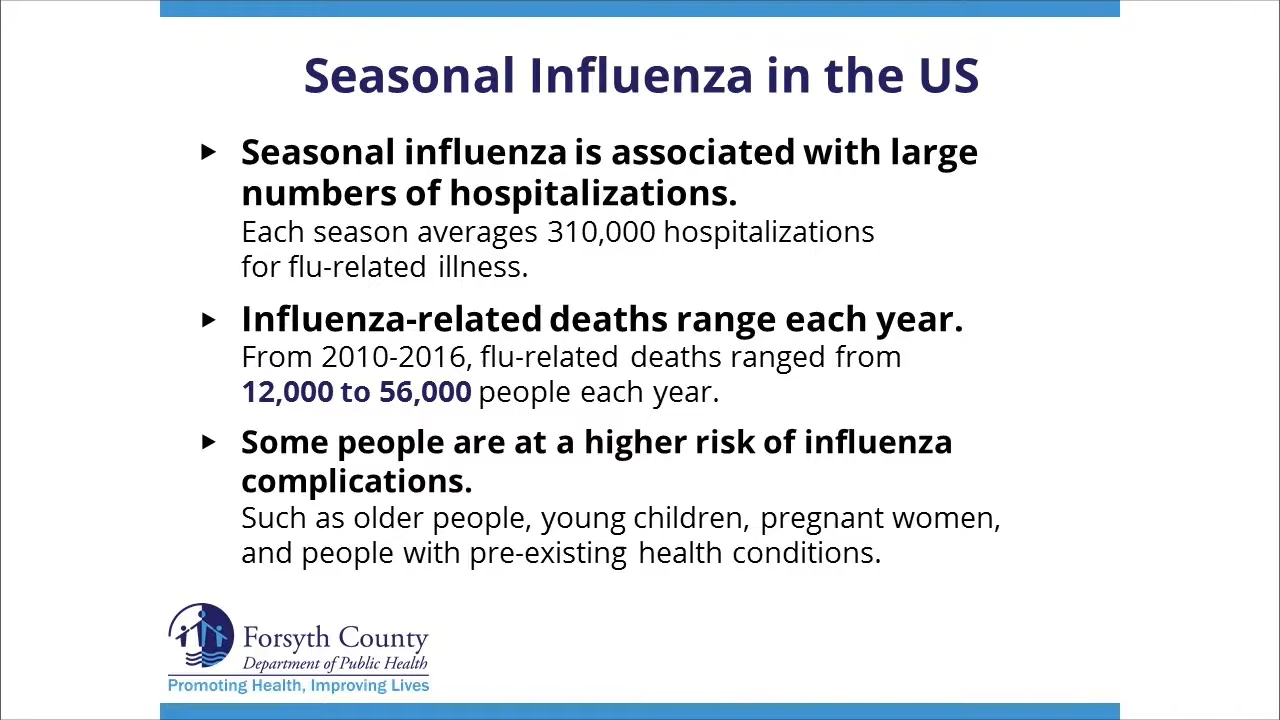 Seasonal Influenza in the US
▶ Seasonal influenza is associated with large
numbers of hospitalizations.
Each season averages 310,000 hospitalizations
for flu-related illness.
▶ Influenza-related deaths range each year.
From 2010-2016, flu-related deaths ranged from
12,000 to 56,000 people each year.
▶ Some people are at a higher risk of influenza
complications.
Such as older people, young children, pregnant women,
and people with pre-existing health conditions.
Forsyth County
Department of Public Health
Promoting Health, Improving Lives